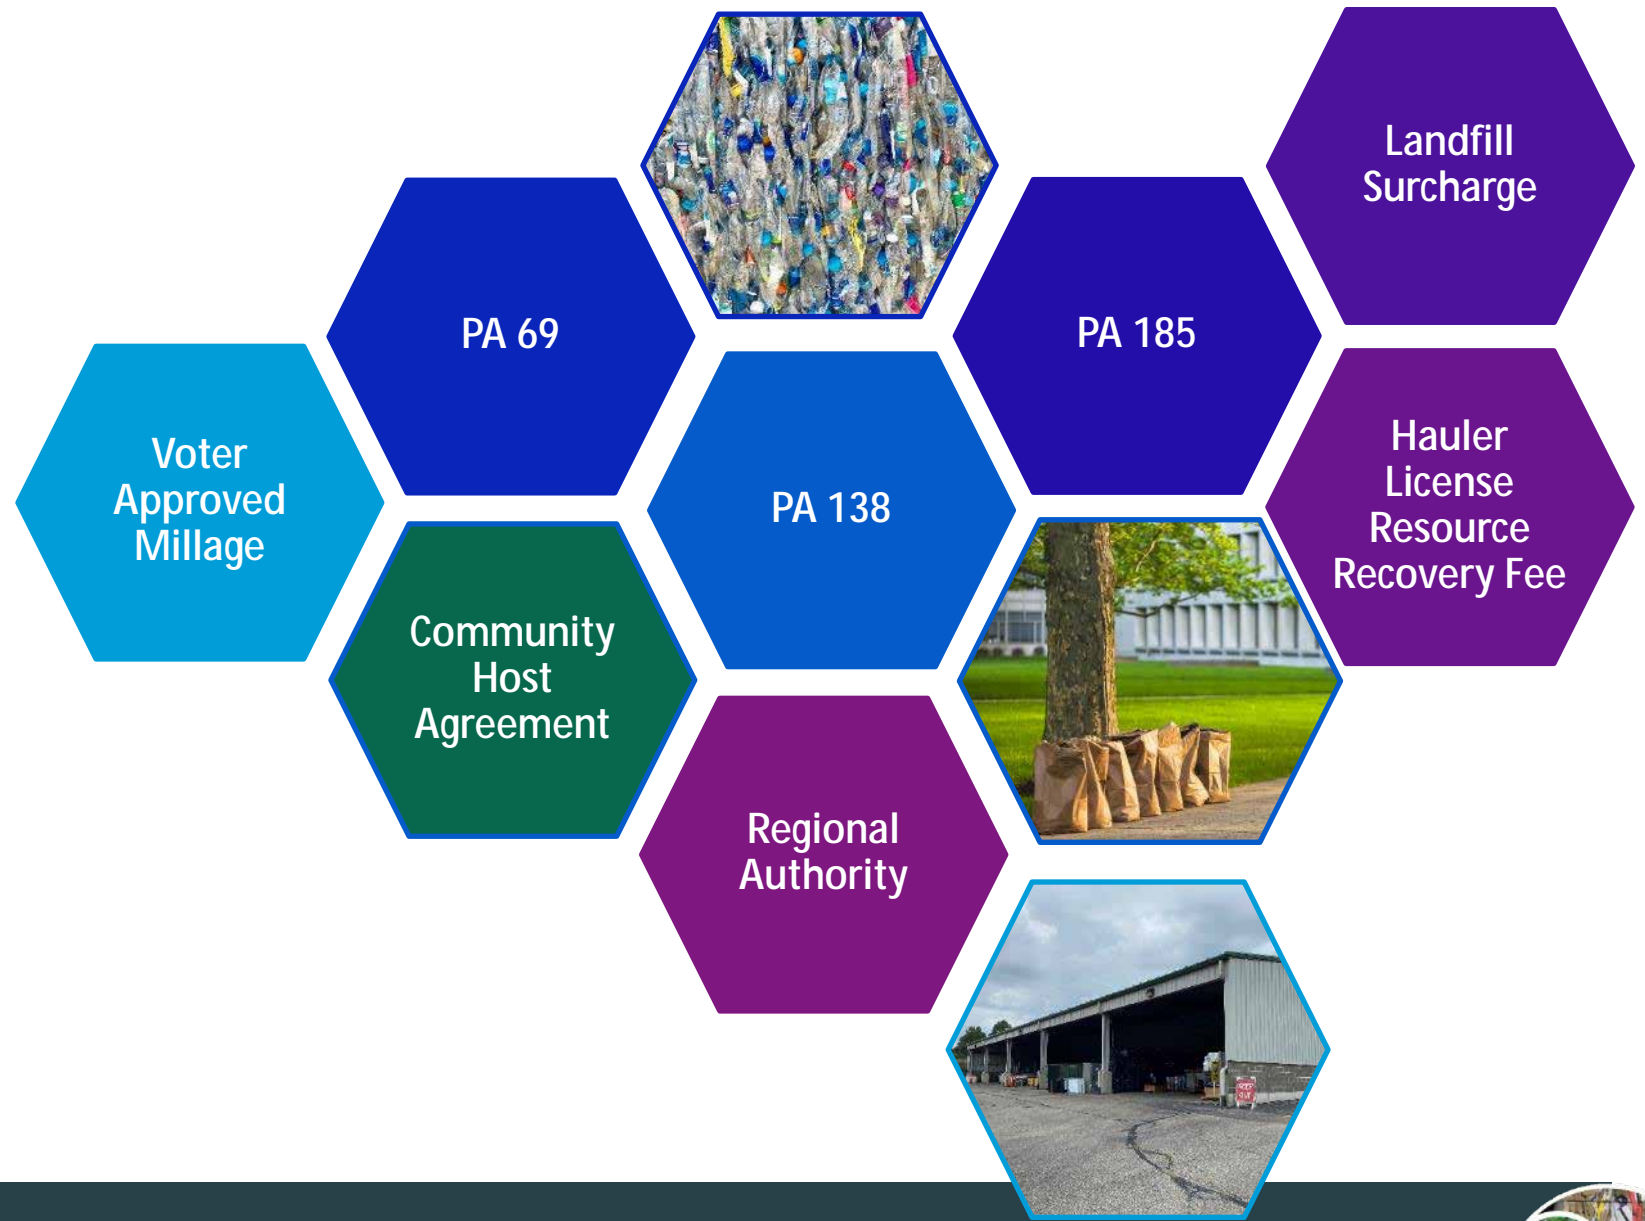 Landfill
Surcharge
PA 69
PA 185
Voter
Approved
Millage
PA 138
Hauler
License
Resource
Recovery Fee
Community
Host
Agreement
Regional
Authority